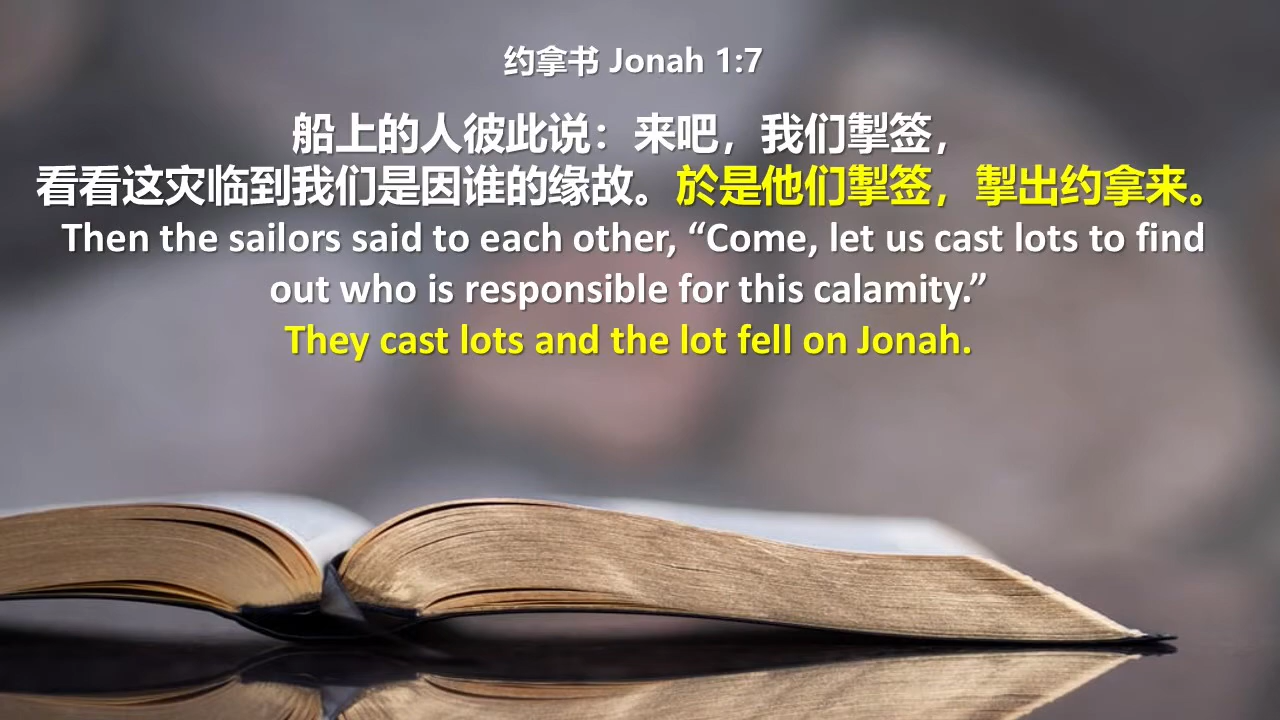 约拿书 Jonah 1:7
船上的人彼此说：来吧，我们掣签，
看看这灾临到我们是因谁的缘故。於是他们掣签，掣出约拿来。
Then the sailors said to each other, “Come, let us cast lots to find
out who is responsible for this calamity.”
They cast lots and the lot fell on Jonah.